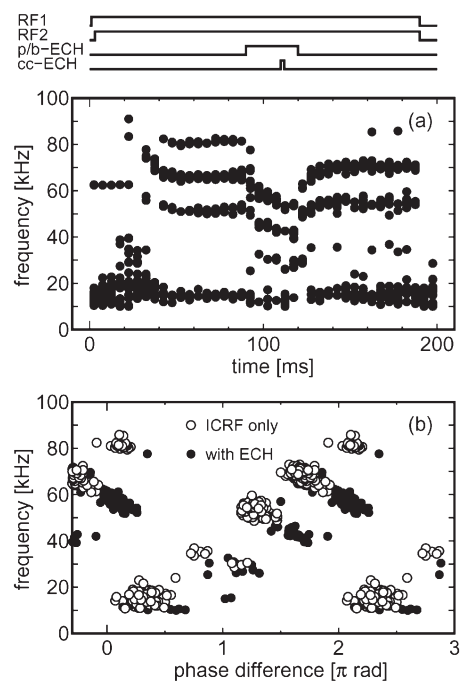 RF1
RF2
p/b-ECH
cc-ECH
100
(a)
80
60
40
20
0
frequency [kHz]
0 100 200
time [ms]
100
(b)
ICRF only
with ECH
80
60
40
20
0
frequency [kHz]
0 1 2 3
phase difference [π rad]